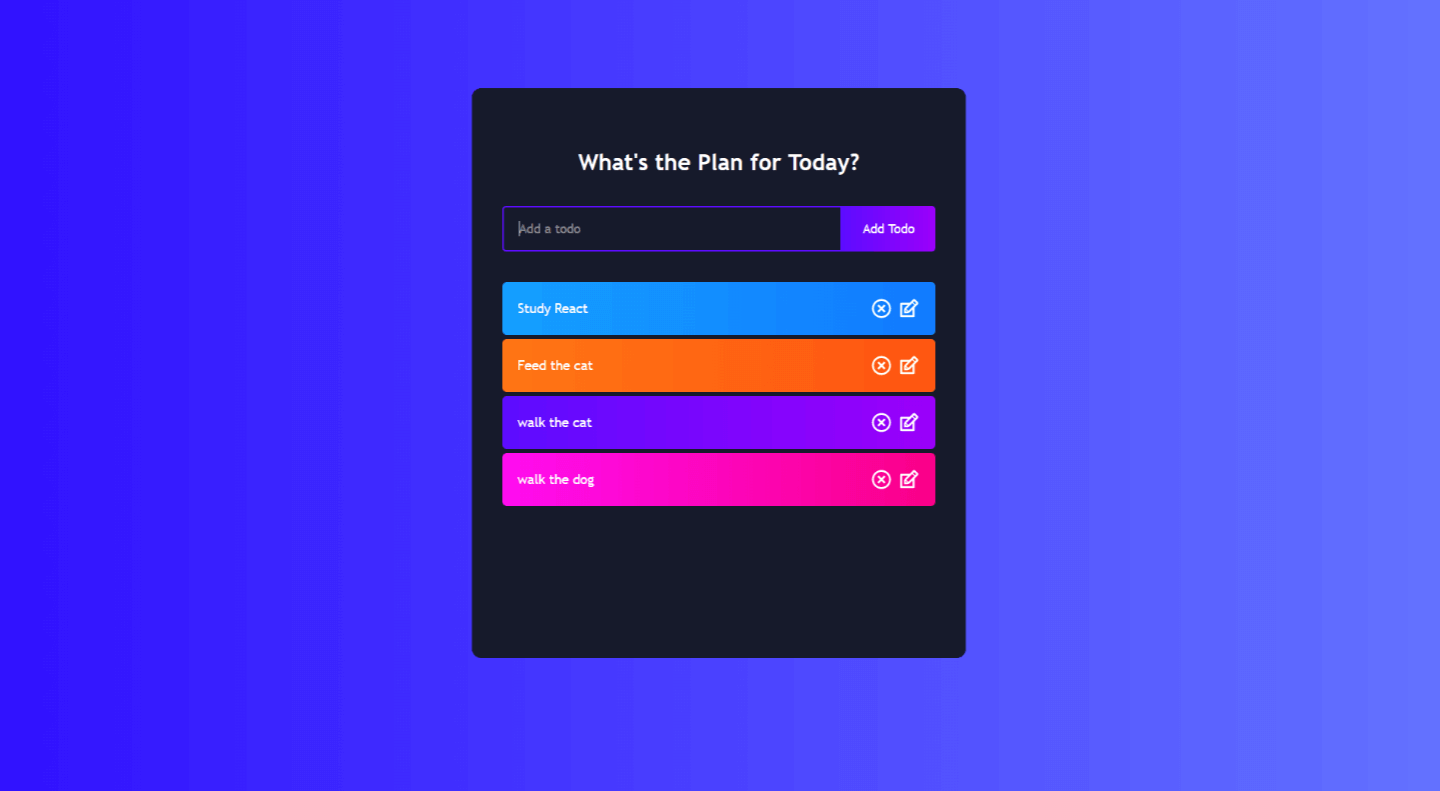 What's the Plan for Today?
Add a todo
Add Todo
Study React
Feed the cat
walk the cat
walk the dog